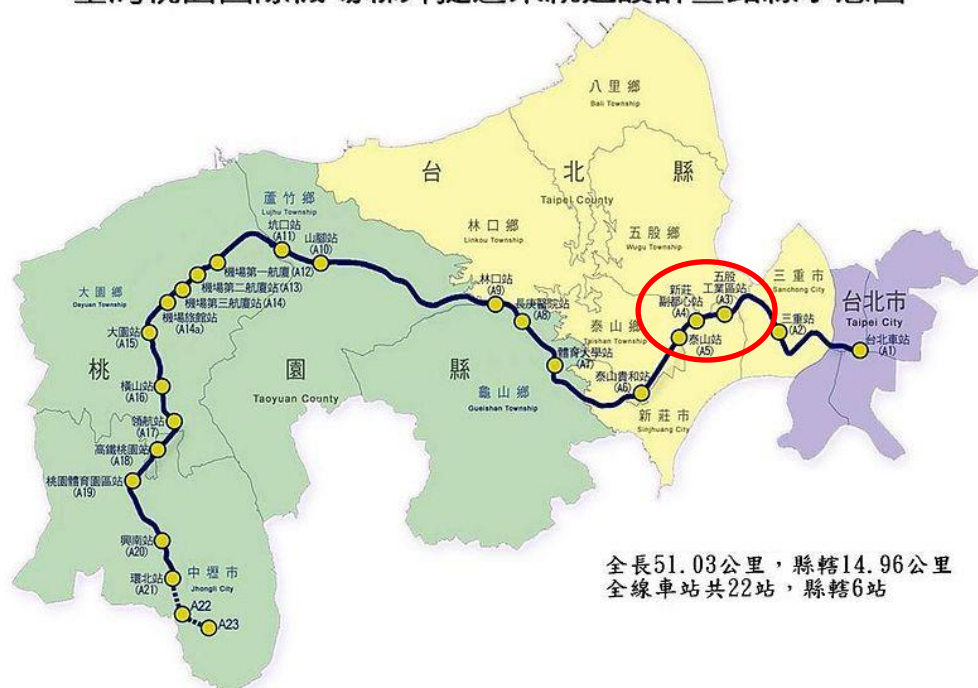 八里鄉
Bali Township
台北縣
Taipei County
蘆竹鄉
Lujhu Township
林口鄉
Linkou Township
五股鄉
Wugu Township
坑口站
(A11)
山腳站
(A10)
機場第一航廈(A12)
機場第二航廈站(A13)
機場第三航廈站(A14)
機場旅館站
(A14a)
大園鄉
Dayuan Township
大園站
(A15)
林口站
(A9)
長庚醫院站
(A8)
新莊
副都心站
(A4)
五股
工業區站
(A3)
三重市
Sanchong City
三重站
(A2)
台北市
Taipei City
台北車站
(A1)
泰山鄉
Taishan Township
泰山站
(A5)
體育大學站
(A7)
泰山貴和站
(A6)
新莊市
Sinjhuang City
桃園縣
Taoyuan County
龜山鄉
Gueishan Township
橫山站
(A16)
領航站
(A17)
高鐵桃園站
(A18)
桃園體育園區站
(A19)
興南站
(A20)
環北站
(A21)
中壢市
Jhongli City
A22
A23
全長51.03公里，縣轄14.96公里
全線車站共22站，縣轄6站